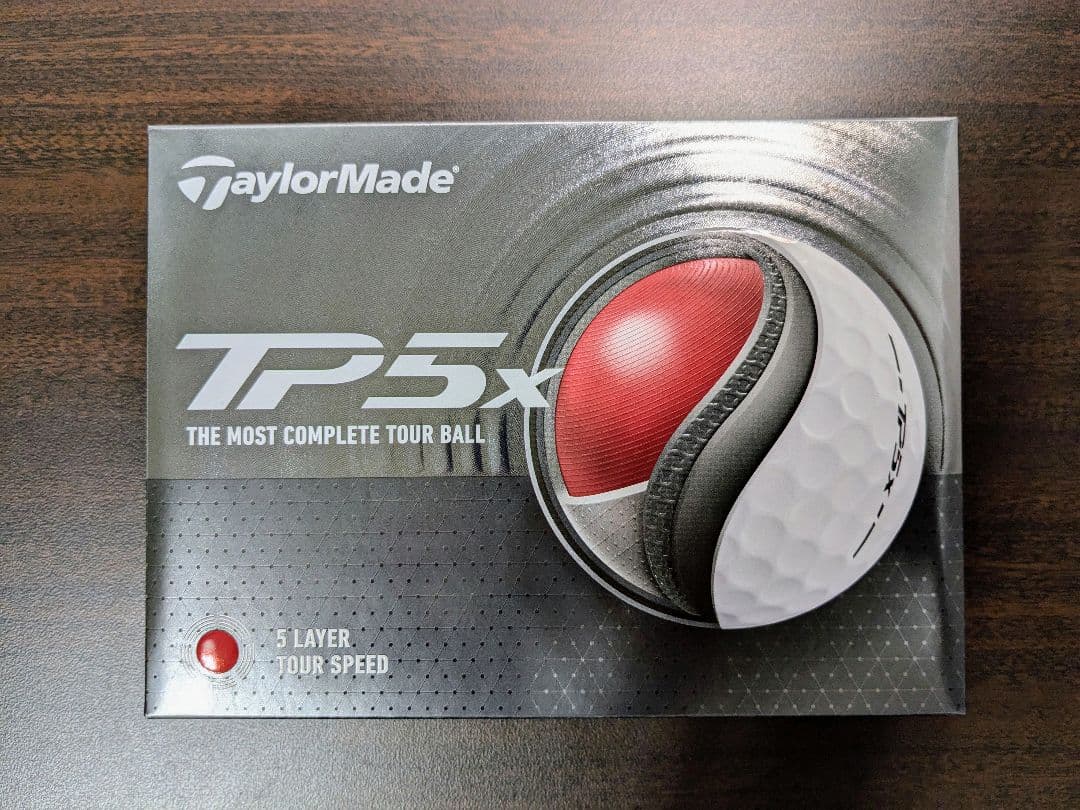 TaylorMade®
TP5x
THE MOST COMPLETE TOUR BALL
TP5x
5 LAYER
TOUR SPEED